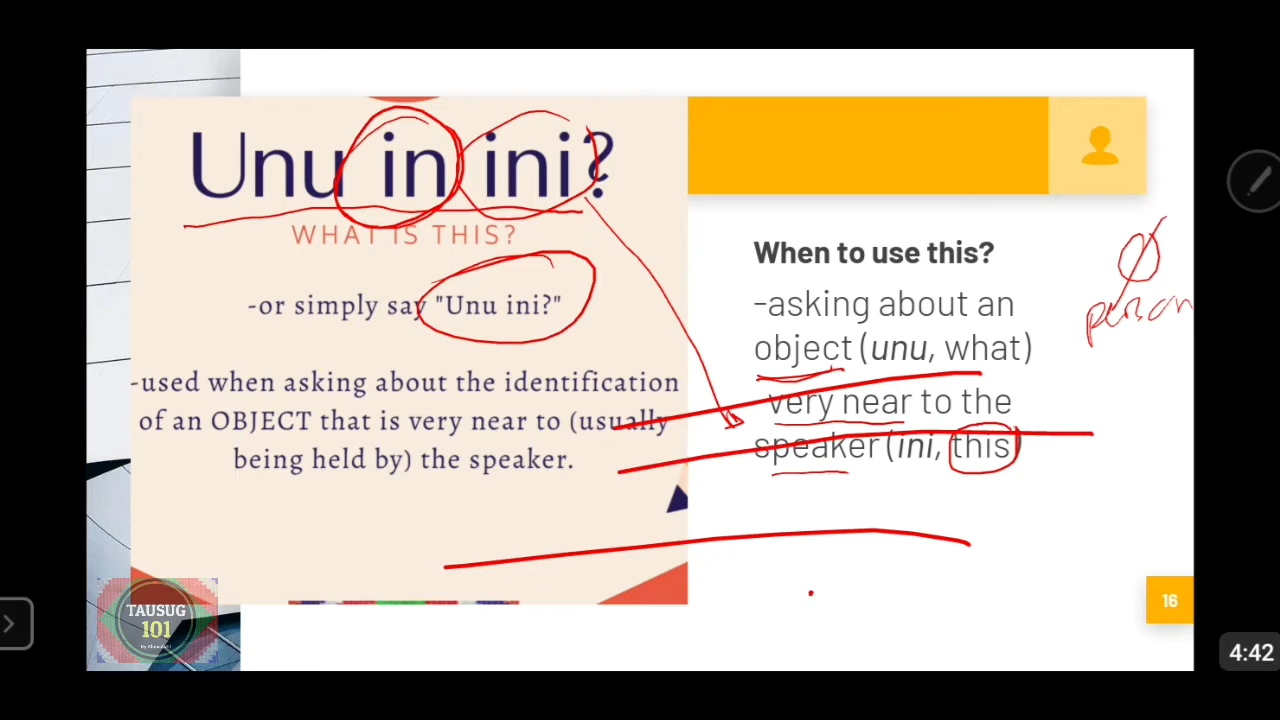 Unu in ini?
WHAT IS THIS?
-or simply say "Unu ini?"
-used when asking about the identification
of an OBJECT that is very near to (usually
being held by) the speaker.
When to use this?
-asking about an
object (unu, what)
very near to the
speaker (ini, this)
person
TAUSUG
101
16
4:42